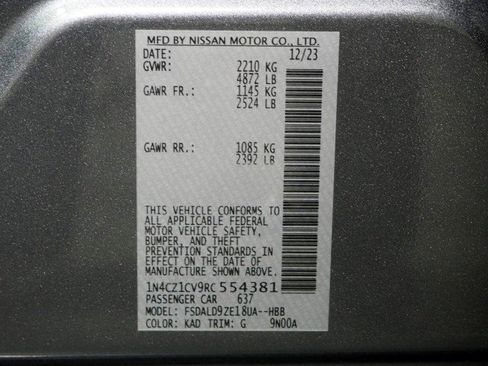 MFD BY NISSAN MOTOR CO., LTD.
DATE: 12/23
GVWR: 2210 KG
4872 LB
GAWR FR.: 1145 KG
2524 LB
GAWR RR.: 1085 KG
2392 LB
THIS VEHICLE CONFORMS TO
ALL APPLICABLE FEDERAL
MOTOR VEHICLE SAFETY,
BUMPER, AND THEFT
PREVENTION STANDARDS IN
EFFECT ON THE DATE OF
MANUFACTURE SHOWN ABOVE.
1N4CZ1CV9RC554381
PASSENGER CAR 637
MODEL: FSDALD9ZE18UA--HBB
COLOR: KAD TRIM: G 9N00A